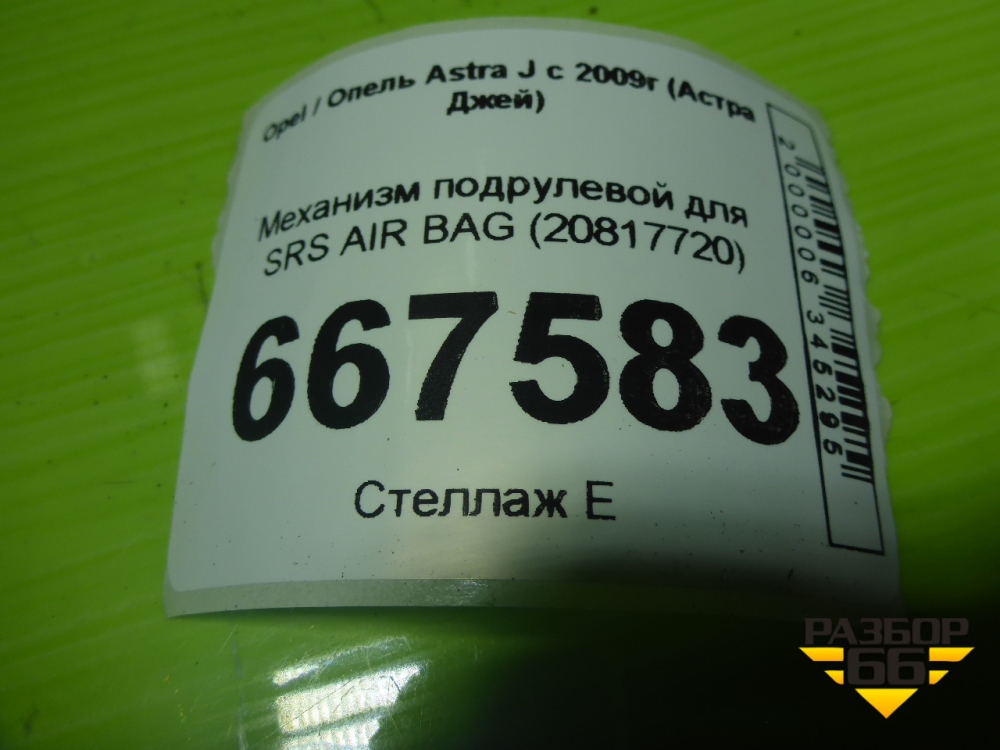 Opel / Опель Astra J с 2009г (Астра
Джей)
Механизм подрулевой для
SRS AIR BAG (20817720)
667583
Стеллаж Е
2000006345295
РАЗБОР
66